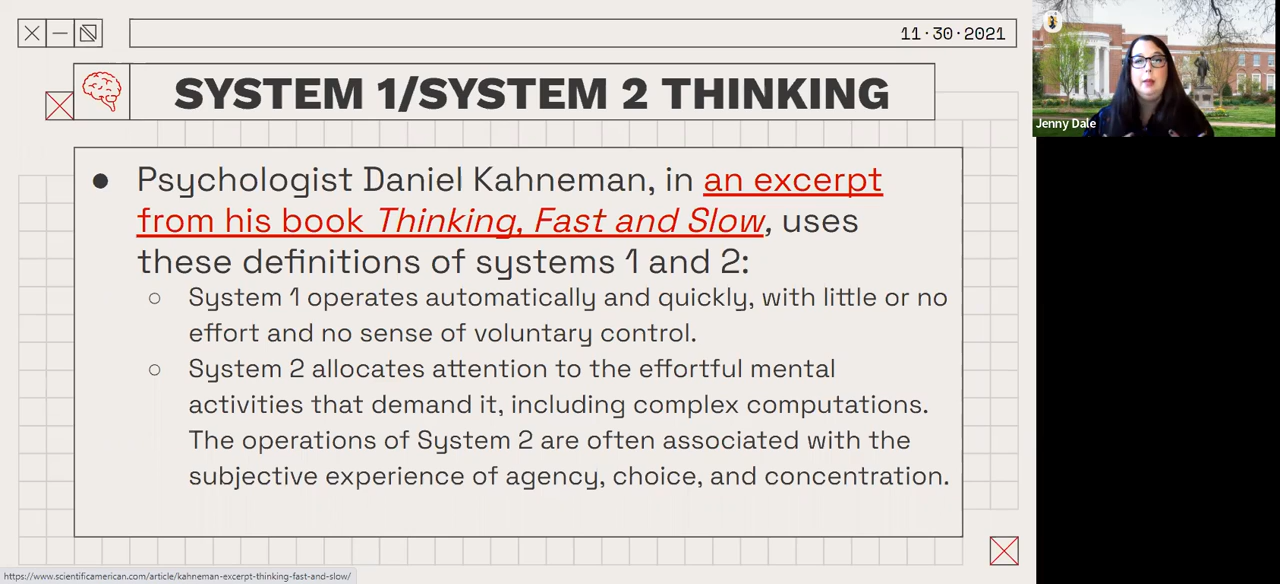 11·30·2021
SYSTEM 1/SYSTEM 2 THINKING
● Psychologist Daniel Kahneman, in an excerpt
from his book Thinking, Fast and Slow, uses
these definitions of systems 1 and 2:
○ System 1 operates automatically and quickly, with little or no
effort and no sense of voluntary control.
○ System 2 allocates attention to the effortful mental
activities that demand it, including complex computations.
The operations of System 2 are often associated with the
subjective experience of agency, choice, and concentration.
https://www.scientificamerican.com/article/kahneman-excerpt-thinking-fast-and-slow/
Jenny Dale